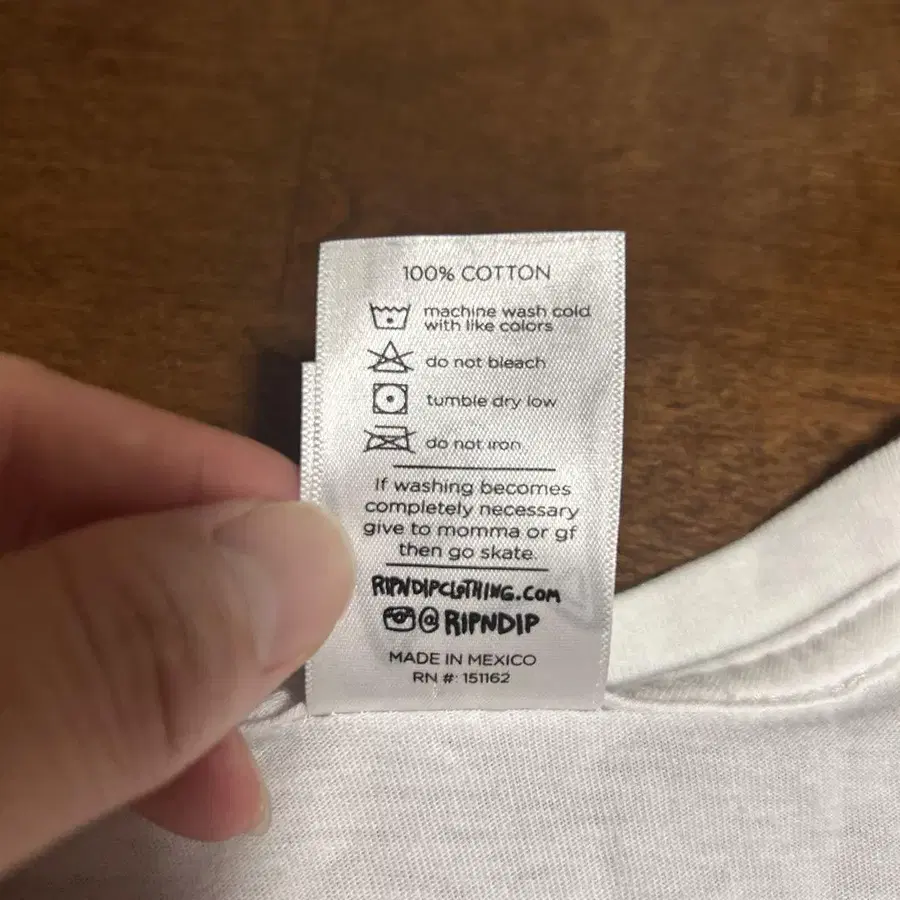 100% COTTON
machine wash cold
with like colors
do not bleach
tumble dry low
do not iron
If washing becomes
completely necessary
give to momma or gf
then go skate.
RIPNDIPCLOTHING.COM
@RIPNDIP
MADE IN MEXICO
RN #: 151162